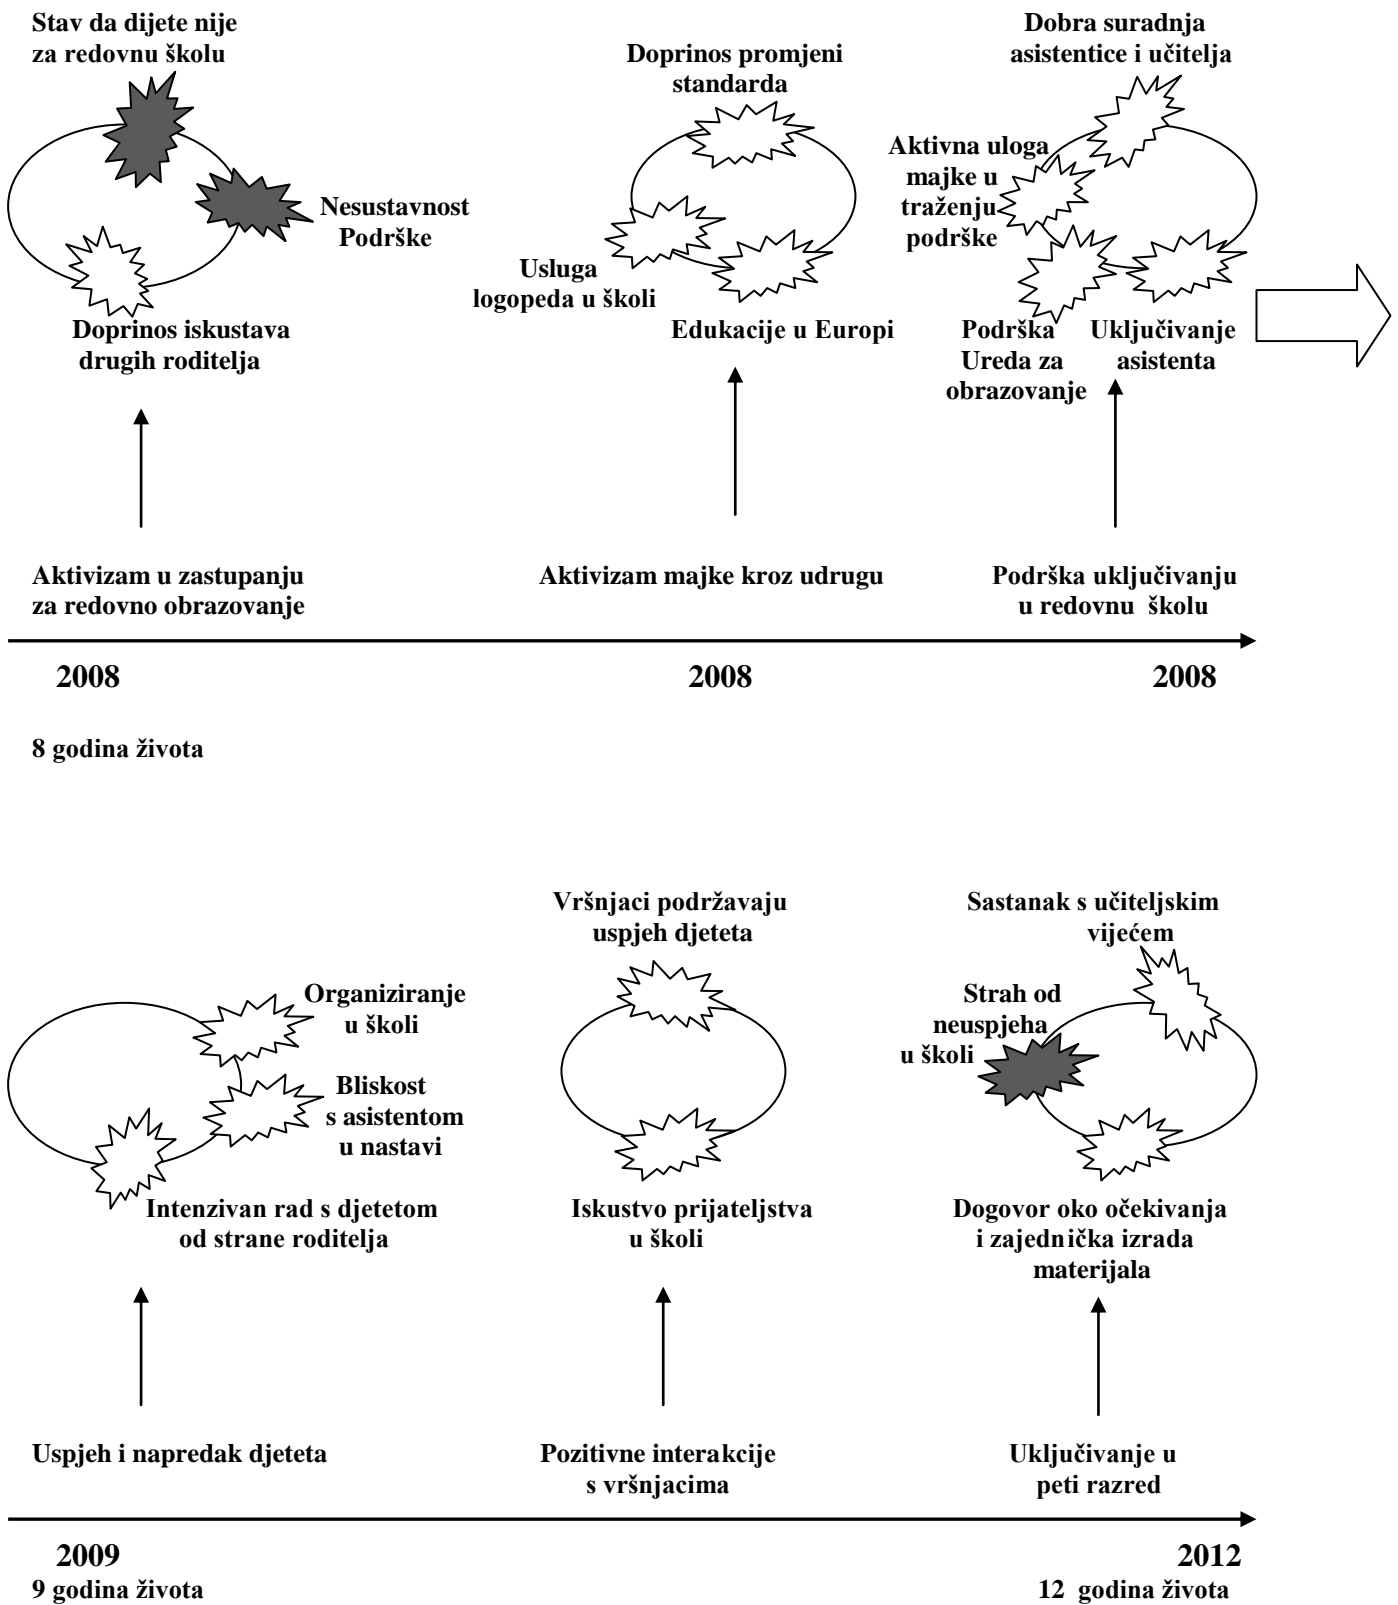 Stav da dijete nije
za redovnu školu
Nesustavnost
Podrške
Doprinos iskustava
drugih roditelja
Doprinos promjeni
standarda
Usluga
logopeda u školi
Edukacije u Europi
Dobra suradnja
asistentice i učitelja
Aktivna uloga
majke u
traženju
podrške
Podrška
Ureda za
obrazovanje
Uključivanje
asistenta
Aktivizam u zastupanju
za redovno obrazovanje
Aktivizam majke kroz udrugu
Podrška uključivanju
u redovnu školu
2008
2008
2008
8 godina života
Organiziranje
u školi
Bliskost
s asistentom
u nastavi
Intenzivan rad s djetetom
od strane roditelja
Vršnjaci podržavaju
uspjeh djeteta
Iskustvo prijateljstva
u školi
Sastanak s učiteljskim
vijećem
Strah od
neuspjeha
u školi
Dogovor oko očekivanja
i zajednička izrada
materijala
Uspjeh i napredak djeteta
Pozitivne interakcije
s vršnjacima
Uključivanje u
peti razred
2009
2012
9 godina života
12 godina života